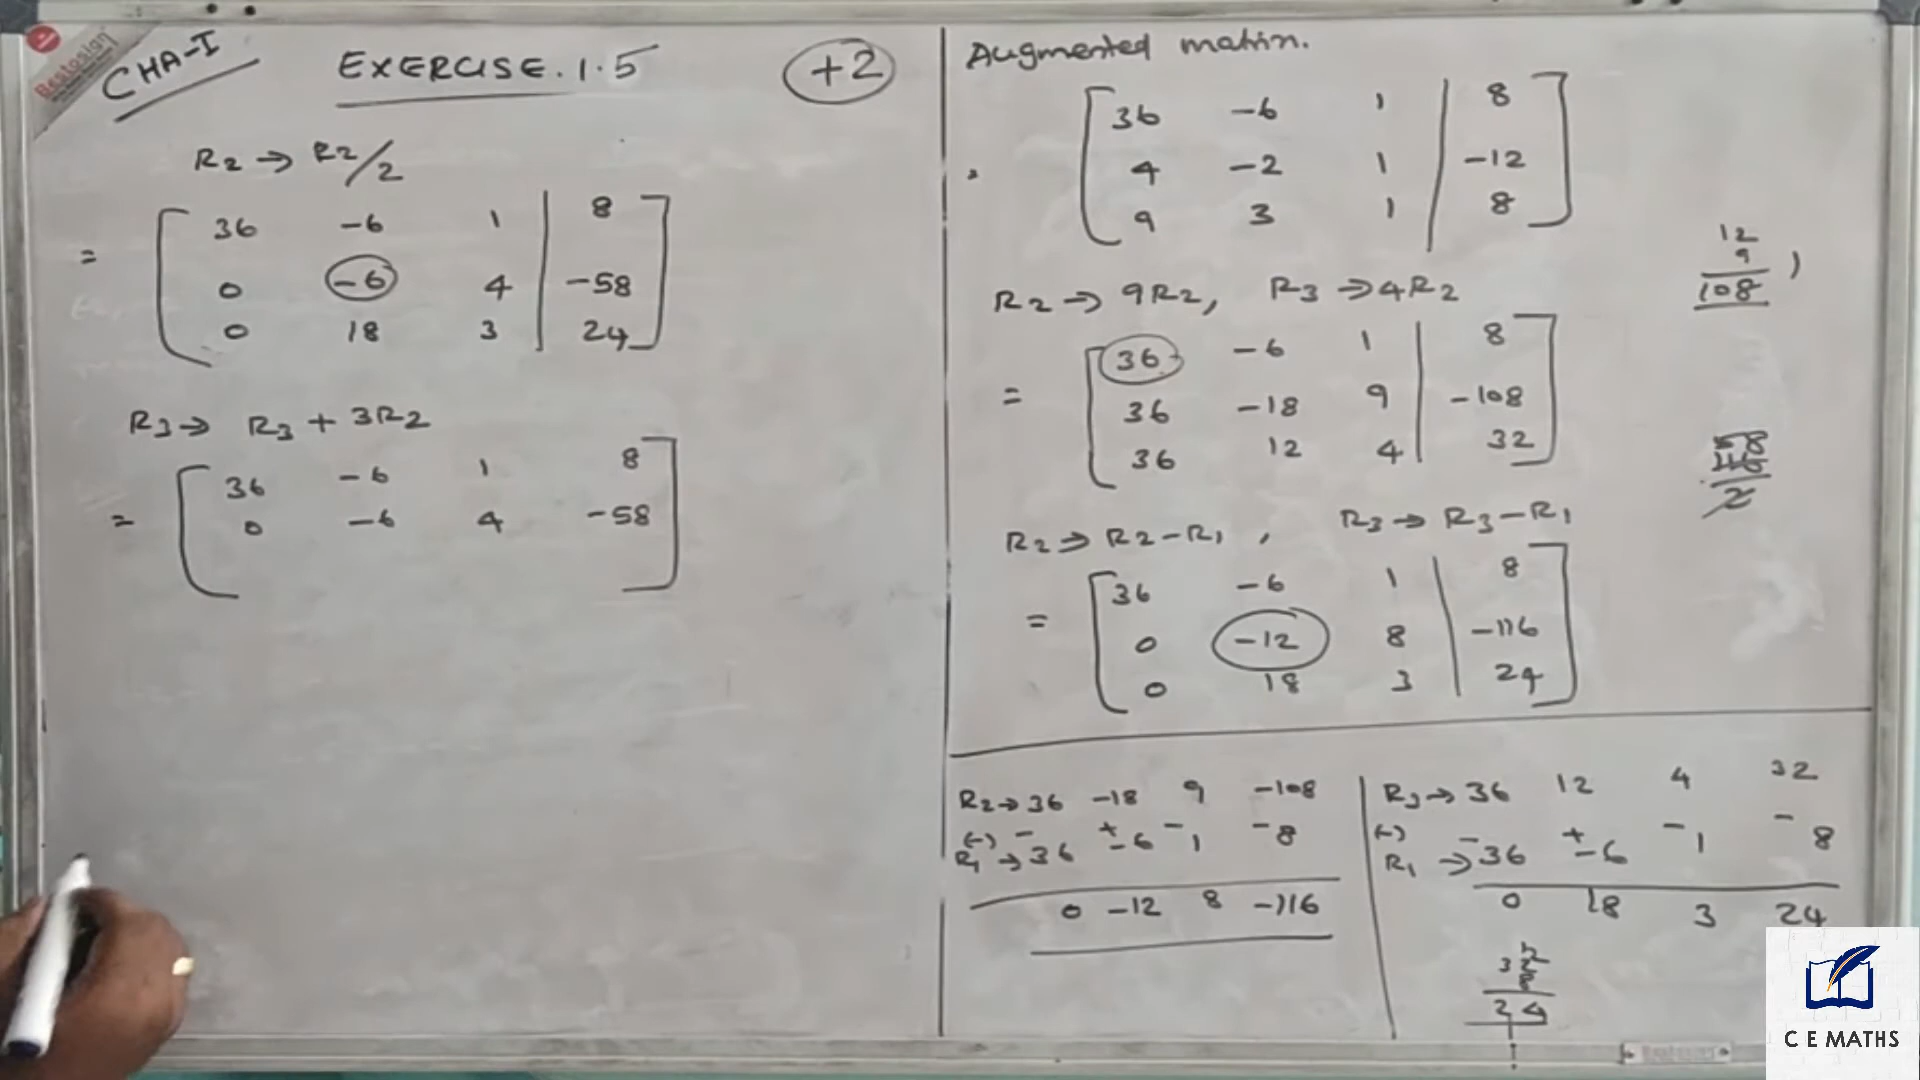 Bestosign
CHA-I
EXERCISE.1.5
+2
R2 → R2/2
36 -6 1 | 8
= 0 -6 4 | -58
0 18 3 | 24
R3 → R3 + 3R2
36 -6 1 8
= 0 -6 4 -58
Augmented matrix.
36 -6 1 | 8
4 -2 1 | -12
9 3 1 | 8
12
9
108
R2 → 9R2, R3 → 4R2
36 -6 1 | 8
= 36 -18 9 | -108
36 12 4 | 32
R2 → R2-R1 , R3 → R3-R1
36 -6 1 | 8
= 0 -12 8 | -116
0 18 3 | 24
R2 → 36 -18 9 -108
(-) - + - -
R1 → 36 -6 1 8
0 -12 8 -116
R3 → 36 12 4 32
(-) - + - -
R1 → 36 -6 1 8
0 18 3 24
24
C E MATHS